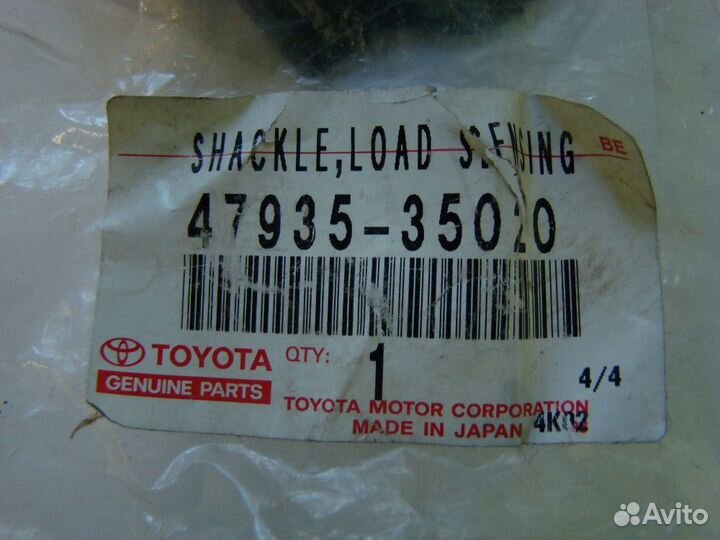 SHACKLE,LOAD SENSING
BE
47935-35020
TOYOTA
QTY: 1
GENUINE PARTS
4/4
TOYOTA MOTOR CORPORATION
MADE IN JAPAN 4K02
Avito